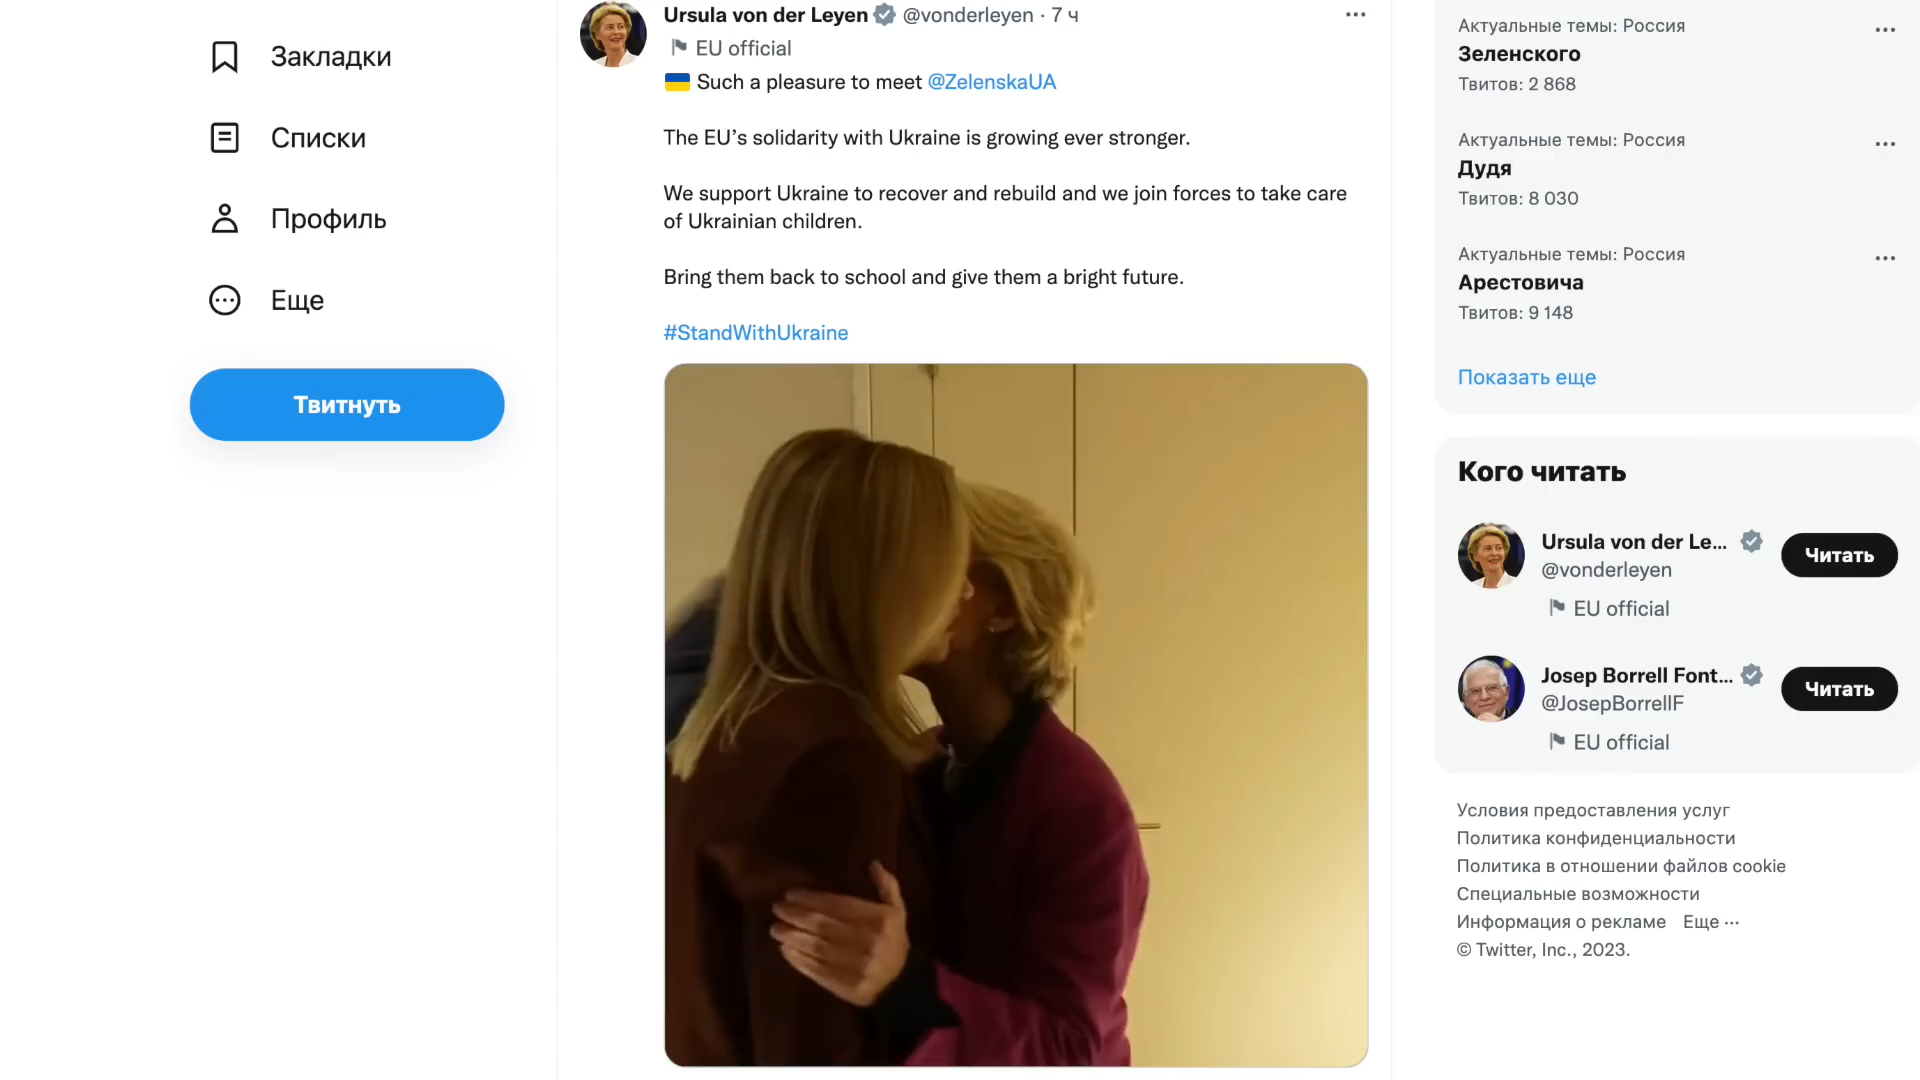 Закладки
Списки
Профиль
Еще
Твитнуть
Ursula von der Leyen @vonderleyen · 7 ч
EU official
Such a pleasure to meet @ZelenskaUA
The EU’s solidarity with Ukraine is growing ever stronger.
We support Ukraine to recover and rebuild and we join forces to take care
of Ukrainian children.
Bring them back to school and give them a bright future.
#StandWithUkraine
Актуальные темы: Россия
Зеленского
Твитов: 2 868
Актуальные темы: Россия
Дудя
Твитов: 8 030
Актуальные темы: Россия
Арестовича
Твитов: 9 148
Показать еще
Кого читать
Ursula von der Le...
@vonderleyen
EU official
Читать
Josep Borrell Font...
@JosepBorrellF
EU official
Читать
Условия предоставления услуг
Политика конфиденциальности
Политика в отношении файлов cookie
Специальные возможности
Информация о рекламе Еще ···
© Twitter, Inc., 2023.